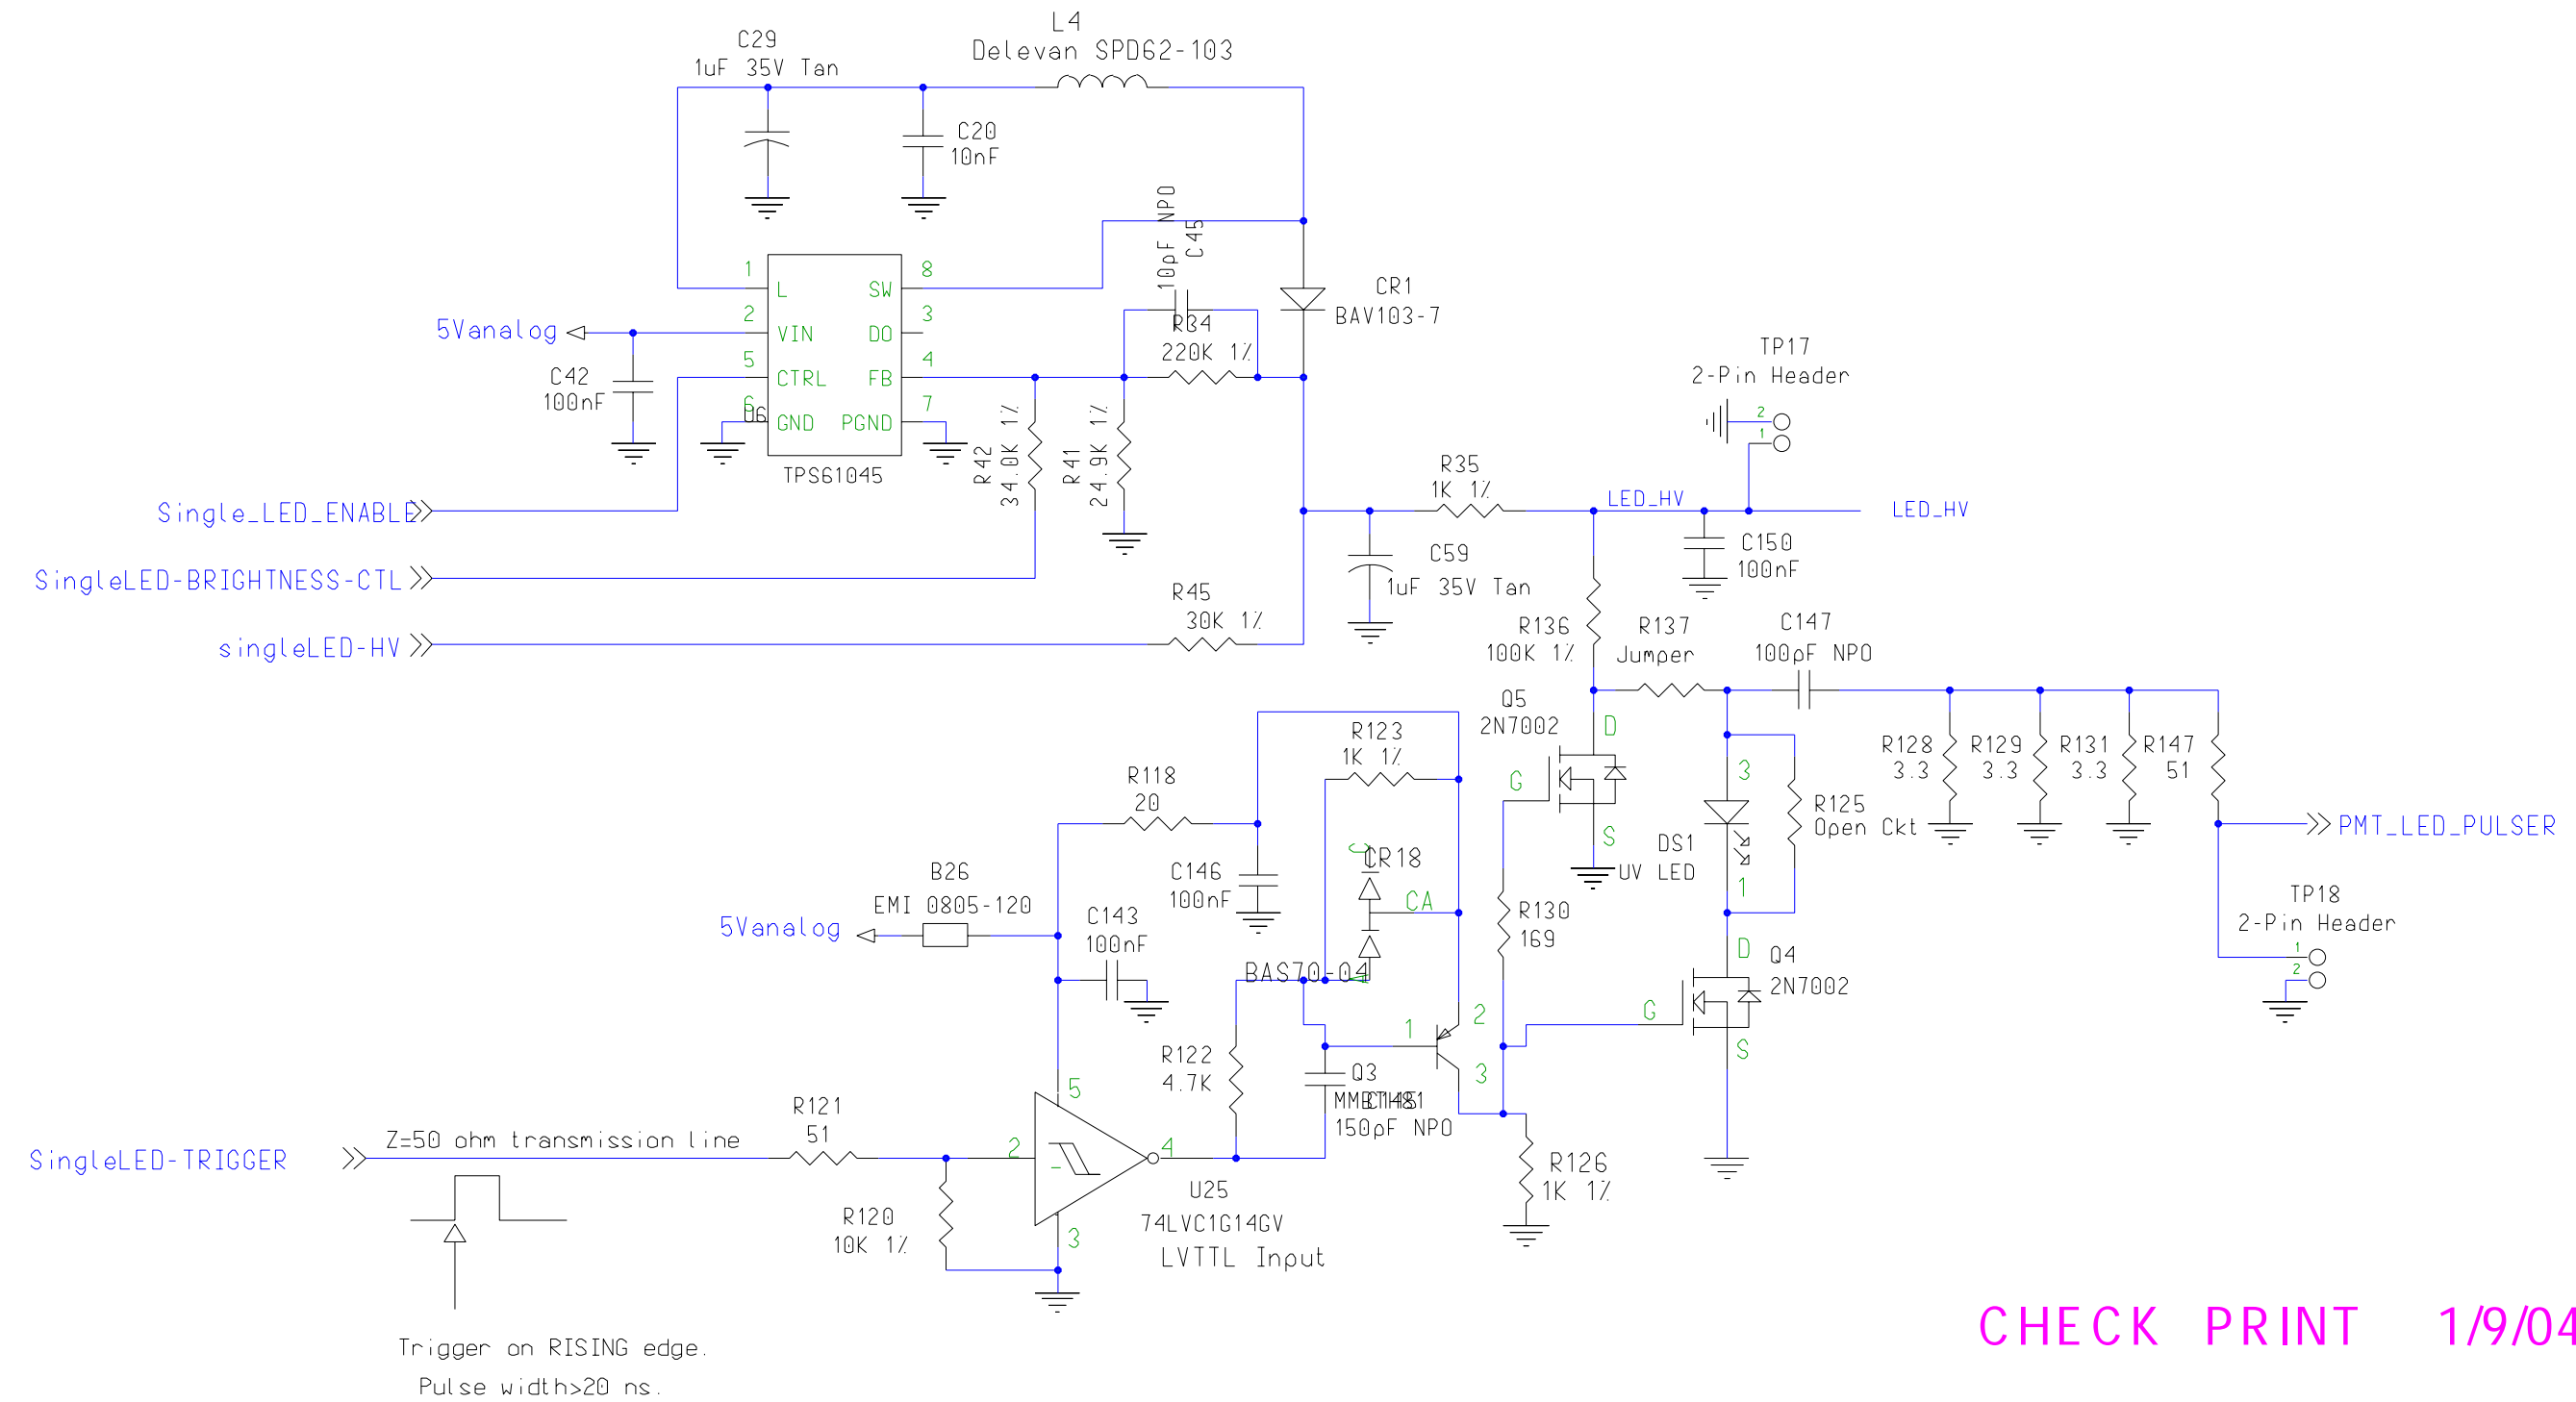 L4
Delevan SPD62-103
C29
1uF 35V Tan
C20
10nF
10pF NPO
C45
1
L
SW
8
CR1
BAV103-7
5Vanalog
2
VIN
DO
3
R34
220K 1%
TP17
2-Pin Header
C42
100nF
5
CTRL
FB
4
6
U6
GND
PGND
7
2
1
R42
34.0K 1%
R41
24.9K 1%
TPS61045
R35
1K 1%
LED_HV
LED_HV
Single_LED_ENABLE
C59
1uF 35V Tan
C150
100nF
SingleLED-BRIGHTNESS-CTL
R45
30K 1%
singleLED-HV
R136
100K 1%
R137
Jumper
C147
100pF NPO
Q5
2N7002
D
G
S
R123
1K 1%
R128
3.3
R129
3.3
R131
3.3
R147
51
R118
20
3
R125
Open Ckt
DS1
UV LED
1
PMT_LED_PULSER
C
CR18
CA
B26
EMI 0805-120
C146
100nF
5Vanalog
C143
100nF
R130
169
TP18
2-Pin Header
1
2
BAS70-04
A
D
Q4
2N7002
G
S
1
2
3
R122
4.7K
Q3
MMBTH81
C148
150pF NPO
5
R121
51
Z=50 ohm transmission line
SingleLED-TRIGGER
2
4
3
U25
74LVC1G14GV
LVTTL Input
R126
1K 1%
R120
10K 1%
Trigger on RISING edge.
Pulse width>20 ns.
CHECK PRINT 1/9/04